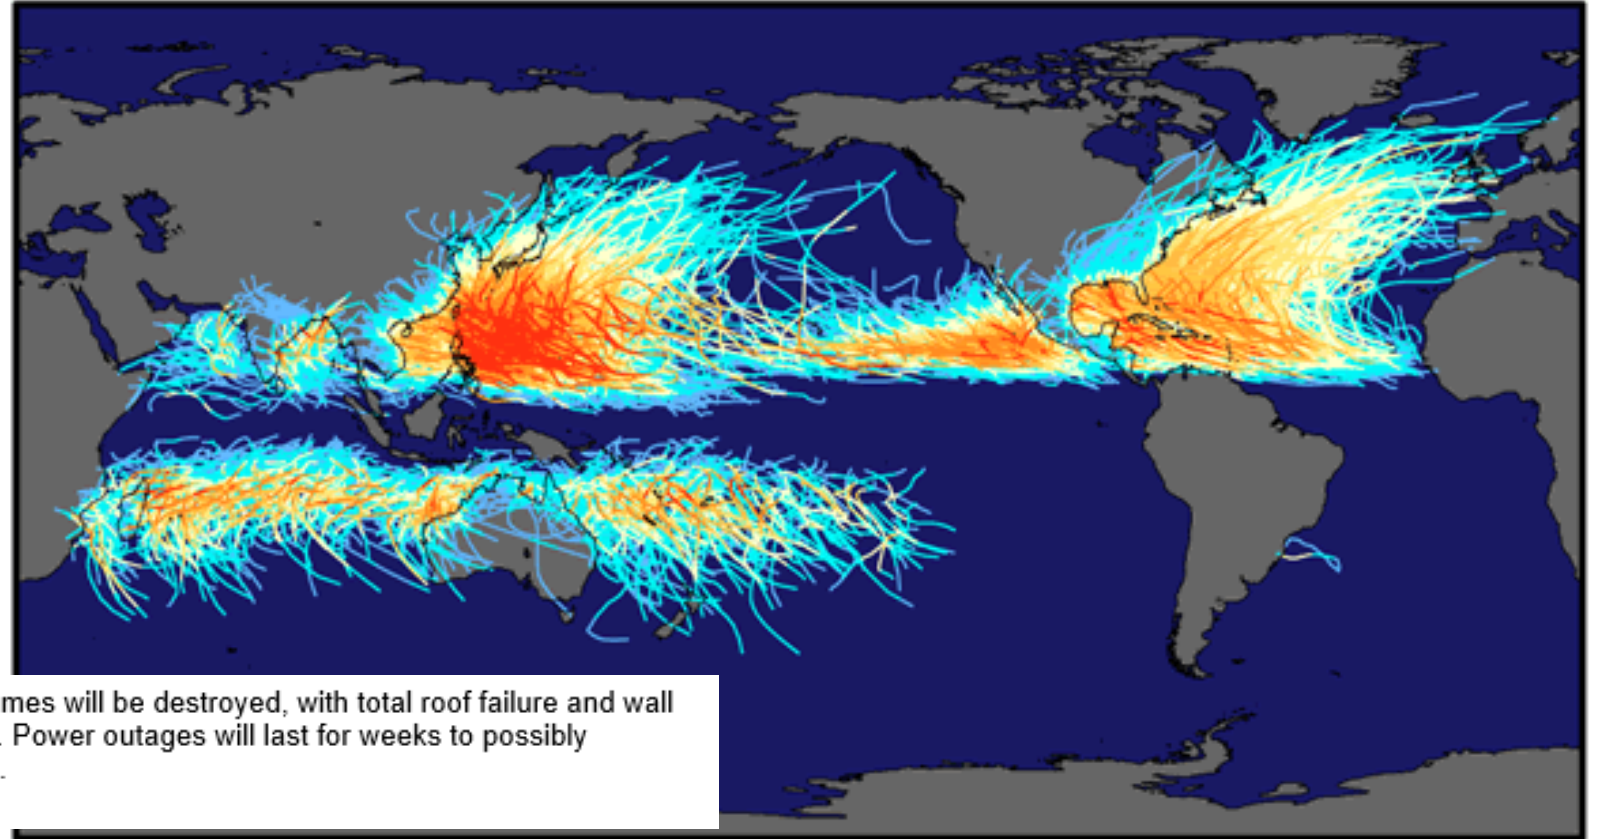 mes will be destroyed, with total roof failure and wall
. Power outages will last for weeks to possibly
.